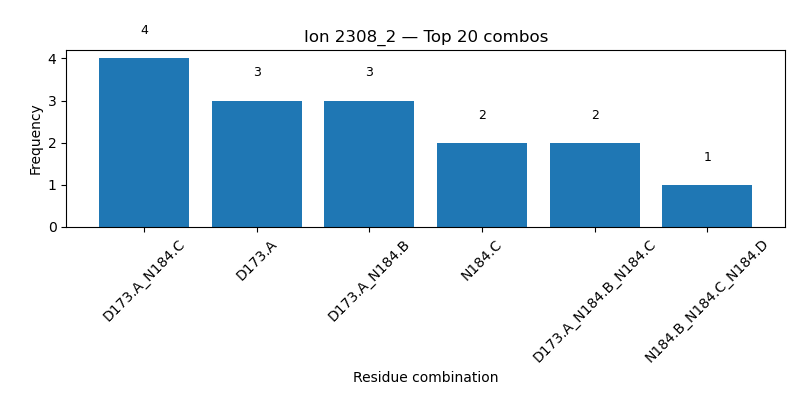 Ion 2308_2 — Top 20 combos
4
3
3
2
2
1
Frequency
4
3
2
1
0
D173.A_N184.C
D173.A
D173.A_N184.B
N184.C
D173.A_N184.B_N184.C
N184.B_N184.C_N184.D
Residue combination